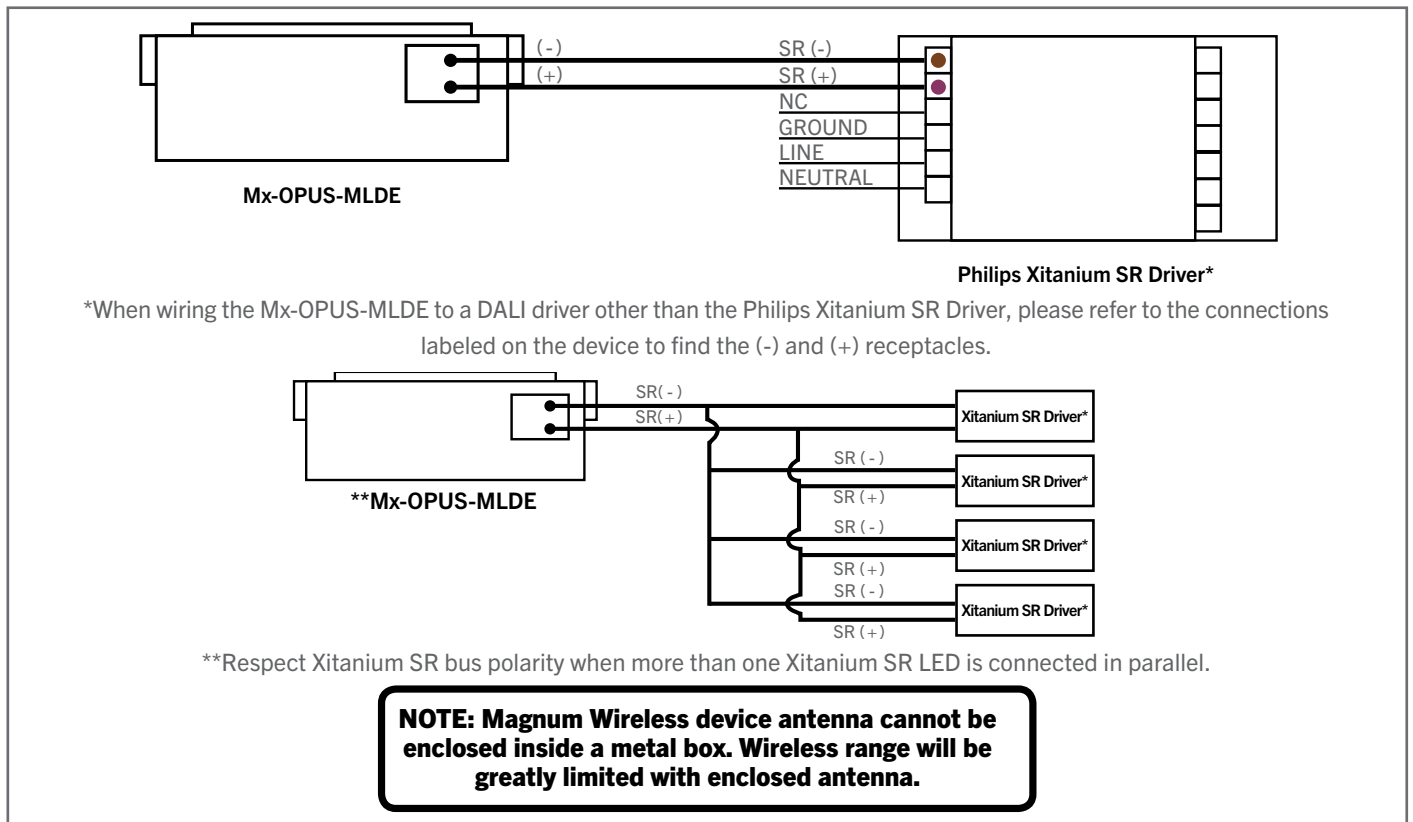 (-)
SR (-)
(+)
SR (+)
NC
GROUND
LINE
NEUTRAL
Mx-OPUS-MLDE
Philips Xitanium SR Driver*
*When wiring the Mx-OPUS-MLDE to a DALI driver other than the Philips Xitanium SR Driver, please refer to the connections
labeled on the device to find the (-) and (+) receptacles.
SR( - )
SR(+)
Xitanium SR Driver*
SR ( - )
Xitanium SR Driver*
SR (+)
**Mx-OPUS-MLDE
SR ( - )
Xitanium SR Driver*
SR (+)
SR ( - )
Xitanium SR Driver*
SR (+)
**Respect Xitanium SR bus polarity when more than one Xitanium SR LED is connected in parallel.
NOTE: Magnum Wireless device antenna cannot be
enclosed inside a metal box. Wireless range will be
greatly limited with enclosed antenna.